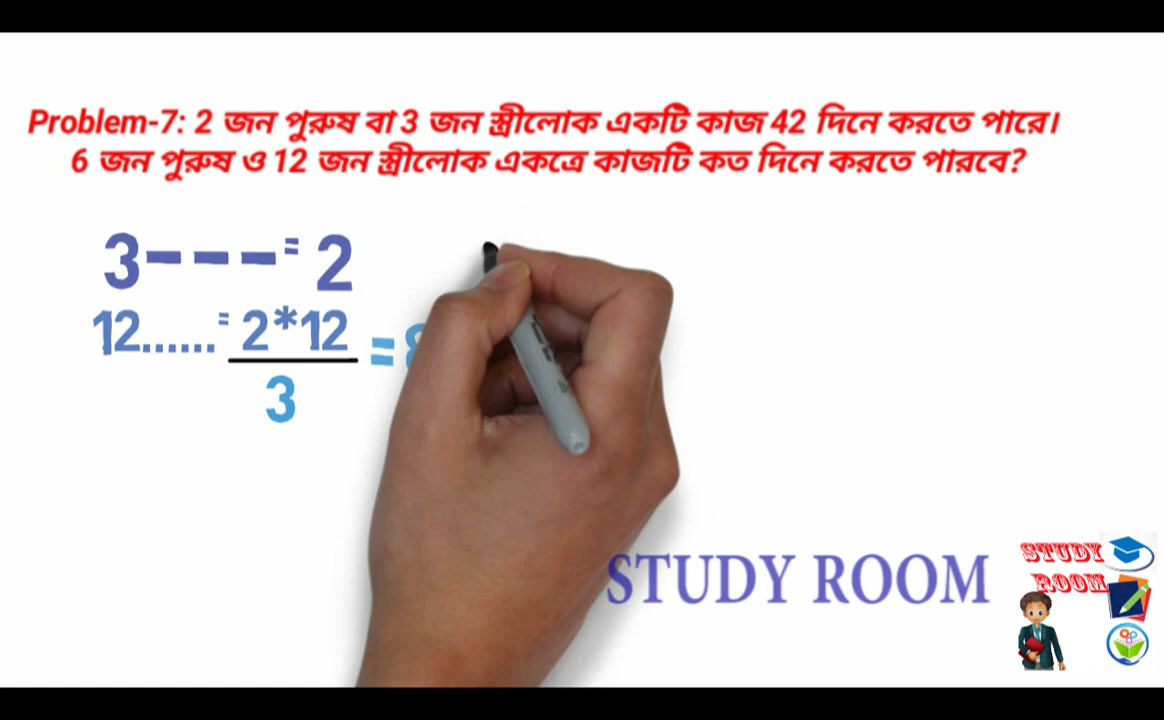 Problem-7: 2 জন পুরুষ বা 3 জন স্ত্রীলোক একটি কাজ 42 দিনে করতে পারে।
6 জন পুরুষ ও 12 জন স্ত্রীলোক একত্রে কাজটি কত দিনে করতে পারবে?
3---= 2
12......= 2*12 =
3
STUDY ROOM
STUDY
ROOM